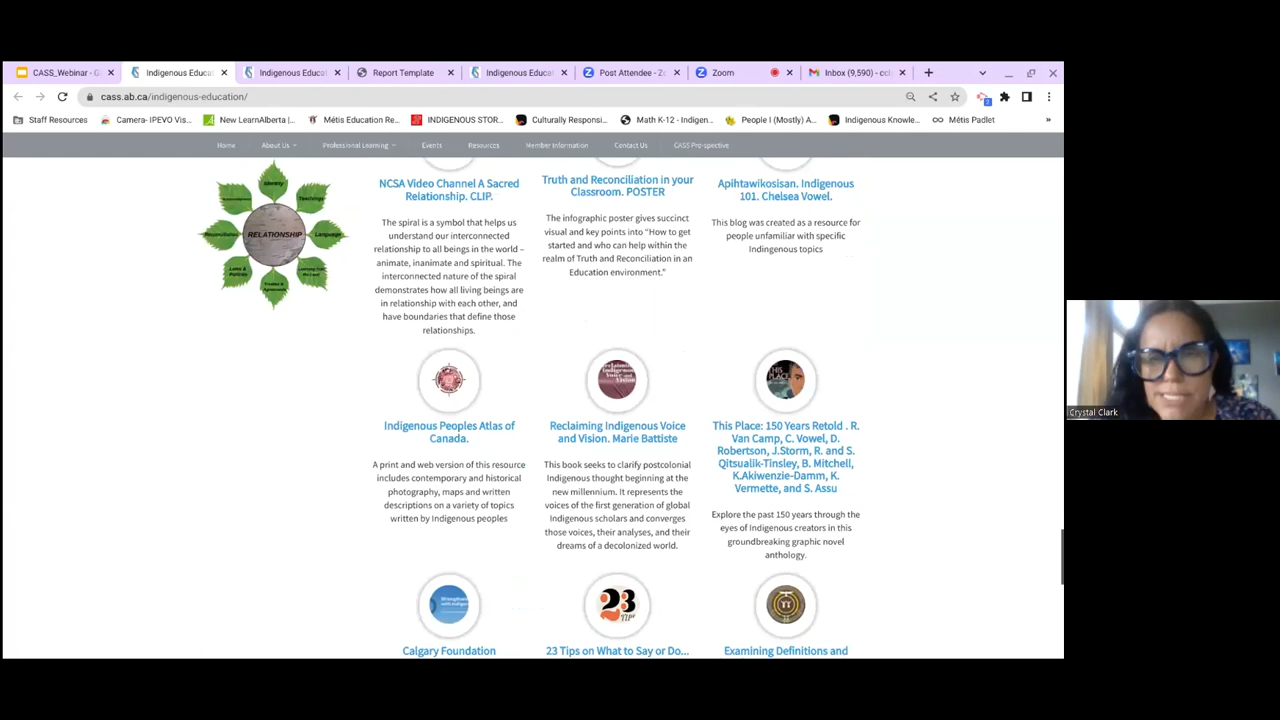 CASS_Webinar - G
Indigenous Educat
Indigenous Educat
Report Template
Indigenous Educat
Post Attendee - Zo
Zoom
Inbox (9,590) - ccl
cass.ab.ca/indigenous-education/
Staff Resources
Camera- IPEVO Vis...
New LearnAlberta |...
Métis Education Re...
INDIGENOUS STOR...
Culturally Responsi...
Math K-12 - Indigen...
People I (Mostly) A...
Indigenous Knowle...
Métis Padlet
»
Home
About Us
Professional Learning
Events
Resources
Member Information
Contact Us
CASS Pro-spective
Identity
Teachings
Language
RELATIONSHIP
NCSA Video Channel A Sacred
Relationship. CLIP.
The spiral is a symbol that helps us
understand our interconnected
relationship to all beings in the world –
animate, inanimate and spiritual. The
interconnected nature of the spiral
demonstrates how all living beings are
in relationship with each other, and
have boundaries that define those
relationships.
Truth and Reconciliation in your
Classroom. POSTER
The infographic poster gives succinct
visual and key points into “How to get
started and who can help within the
realm of Truth and Reconciliation in an
Education environment.”
Apihtawikosisan. Indigenous
101. Chelsea Vowel.
This blog was created as a resource for
people unfamiliar with specific
Indingenous topics
Indigenous Peoples Atlas of
Canada.
A print and web version of this resource
includes contemporary and historical
photography, maps and written
descriptions on a variety of topics
written by Indigenous peoples
Reclaiming Indigenous Voice and Vision
Reclaiming Indigenous Voice
and Vision. Marie Battiste
This book seeks to clarify postcolonial
Indigenous thought beginning at the
new millennium. It represents the
voices of the first generation of global
Indigenous scholars and converges
those voices, their analyses, and their
dreams of a decolonized world.
THIS
PLACE
This Place: 150 Years Retold . R.
Van Camp, C. Vowel, D.
Robertson, J.Storm, R. and S.
Qitsualik-Tinsley, B. Mitchell,
K.Akiwenzie-Damm, K.
Vermette, and S. Assu
Explore the past 150 years through the
eyes of Indigenous creators in this
groundbreaking graphic novel
anthology.
Calgary Foundation
23
TIPS
23 Tips on What to Say or Do...
Examining Definitions and
Crystal Clark